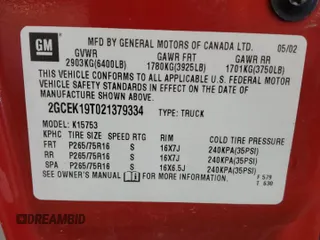 GM
MFD BY GENERAL MOTORS OF CANADA LTD. 05/02
GVWR GAWR FRT GAWR RR
2903KG(6400LB) 1780KG(3925LB) 1701KG(3750LB)
THIS VEHICLE CONFORMS TO ALL APPLICABLE U.S. FEDERAL MOTOR
VEHICLE SAFETY STANDARDS IN EFFECT ON THE DATE OF
MANUFACTURE SHOWN ABOVE.
2GCEK19T021379334 TYPE: TRUCK
MODEL: K15753
KPHC TIRE SIZE SPEED RTG RIM COLD TIRE PRESSURE
FRT P265/75R16 S 16X7J 240KPA(35PSI)
RR P265/75R16 S 16X7J 240KPA(35PSI)
SPA P265/75R16 S 16X6.5J 240KPA(35PSI)
SEE OWNER'S MANUAL FOR ADDITIONAL INFORMATION.
DREAMBID